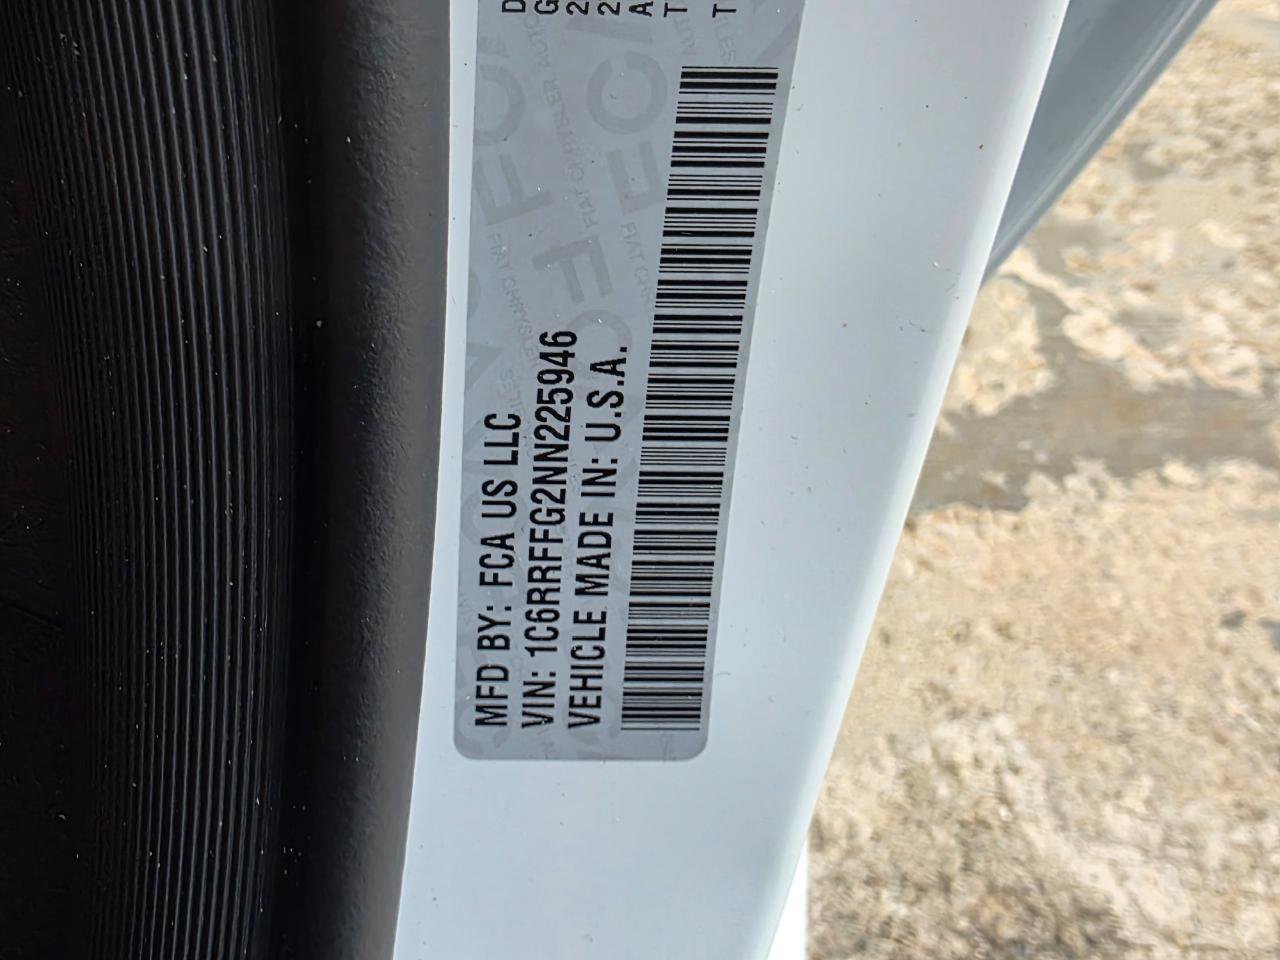 MFD BY: FCA US LLC
VIN: 1C6RRFFG2NN225946
VEHICLE MADE IN: U.S.A.